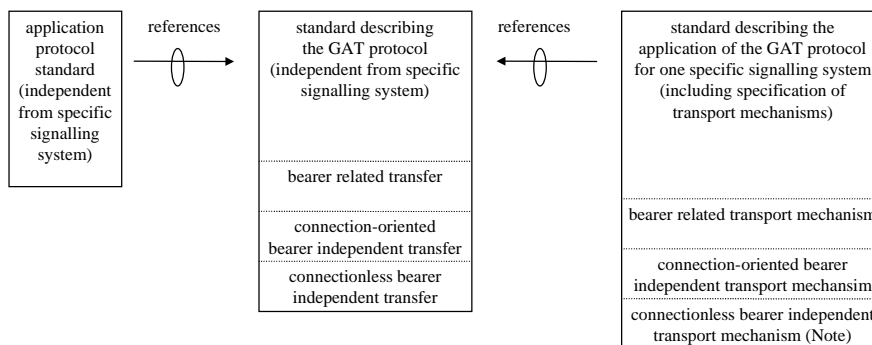 application
protocol
standard
(independent
from specific
signalling
system)
references
standard describing
the GAT protocol
(independent from specific
signalling system)
bearer related transfer
connection-oriented
bearer independent transfer
connectionless bearer
independent transfer
references
standard describing the
application of the GAT protocol
for one specific signalling system
(including specification of
transport mechanisms)
bearer related transport mechanism
connection-oriented bearer
independent transport mechansim
connectionless bearer independent
transport mechanism (Note)